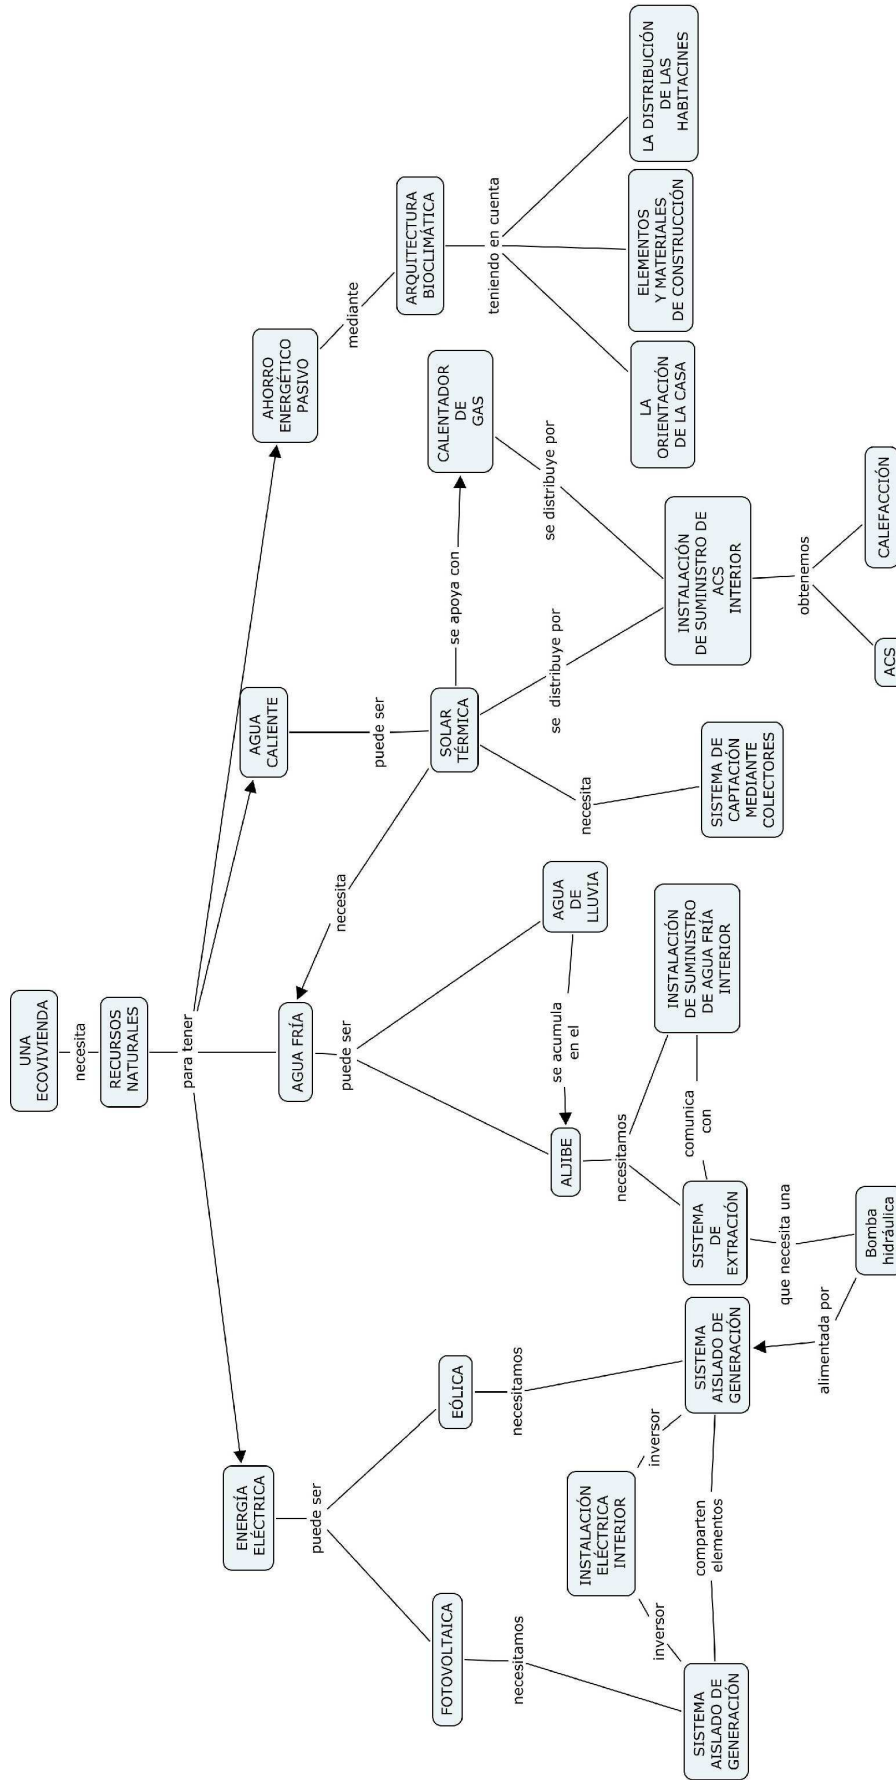 UNA
ECOVIVIENDA
necesita
RECURSOS
NATURALES
para tener
ENERGÍA
ELÉCTRICA
puede ser
FOTOVOLTAICA
necesitamos
SISTEMA
AISLADO DE
GENERACIÓN
EÓLICA
necesitamos
SISTEMA
AISLADO DE
GENERACIÓN
INSTALACIÓN
ELÉCTRICA
INTERIOR
inversor
inversor
comparten
elementos
AGUA FRÍA
puede ser
ALJIBE
se acumula
en el
AGUA
DE
LLUVIA
necesitamos
SISTEMA
DE
EXTRACCIÓN
comunica
con
INSTALACIÓN
DE SUMINISTRO
DE AGUA FRÍA
INTERIOR
que necesita una
Bomba
hidráulica
alimentada por
AGUA
CALIENTE
puede ser
SOLAR
TÉRMICA
necesita
necesita
SISTEMA DE
CAPTACIÓN
MEDIANTE
COLECTORES
se apoya con
CALENTADOR
DE
GAS
se distribuye por
se distribuye por
INSTALACIÓN
DE SUMINISTRO DE
ACS
INTERIOR
obtenemos
ACS
CALEFACCIÓN
AHORRO
ENERGÉTICO
PASIVO
mediante
ARQUITECTURA
BIOCLIMÁTICA
teniendo en cuenta
LA
ORIENTACIÓN
DE LA CASA
ELEMENTOS
Y MATERIALES
DE CONSTRUCCIÓN
LA DISTRIBUCIÓN
DE LAS
HABITACINES